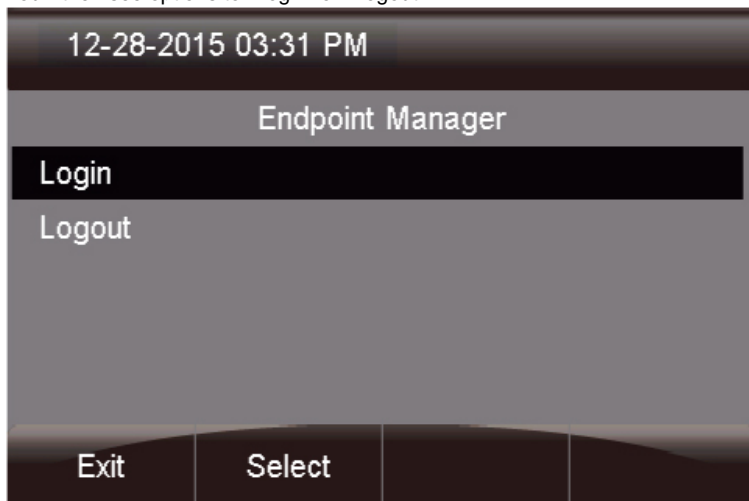 12-28-2015 03:31 PM
Endpoint Manager
Login
Logout
Exit Select